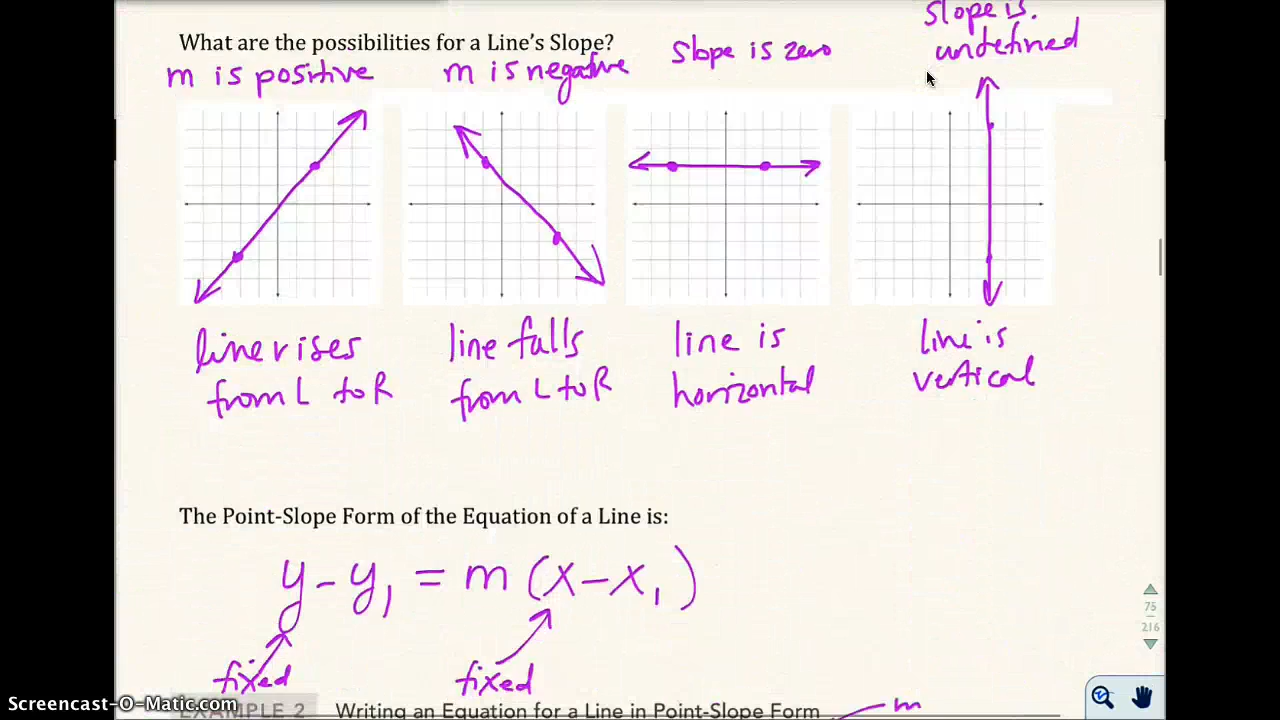 slope is.
undefined
What are the possibilities for a Line's Slope?
m is positive
m is negative
slope is zero
line rises
from L to R
line falls
from L to R
line is
horizontal
line is
vertical
The Point-Slope Form of the Equation of a Line is:
y - y₁ = m (x - x₁)
fixed
fixed
75
216
Screencast-O-Matic.com
EXAMPLE 2 Writing an Equation for a Line in Point-Slope Form
m